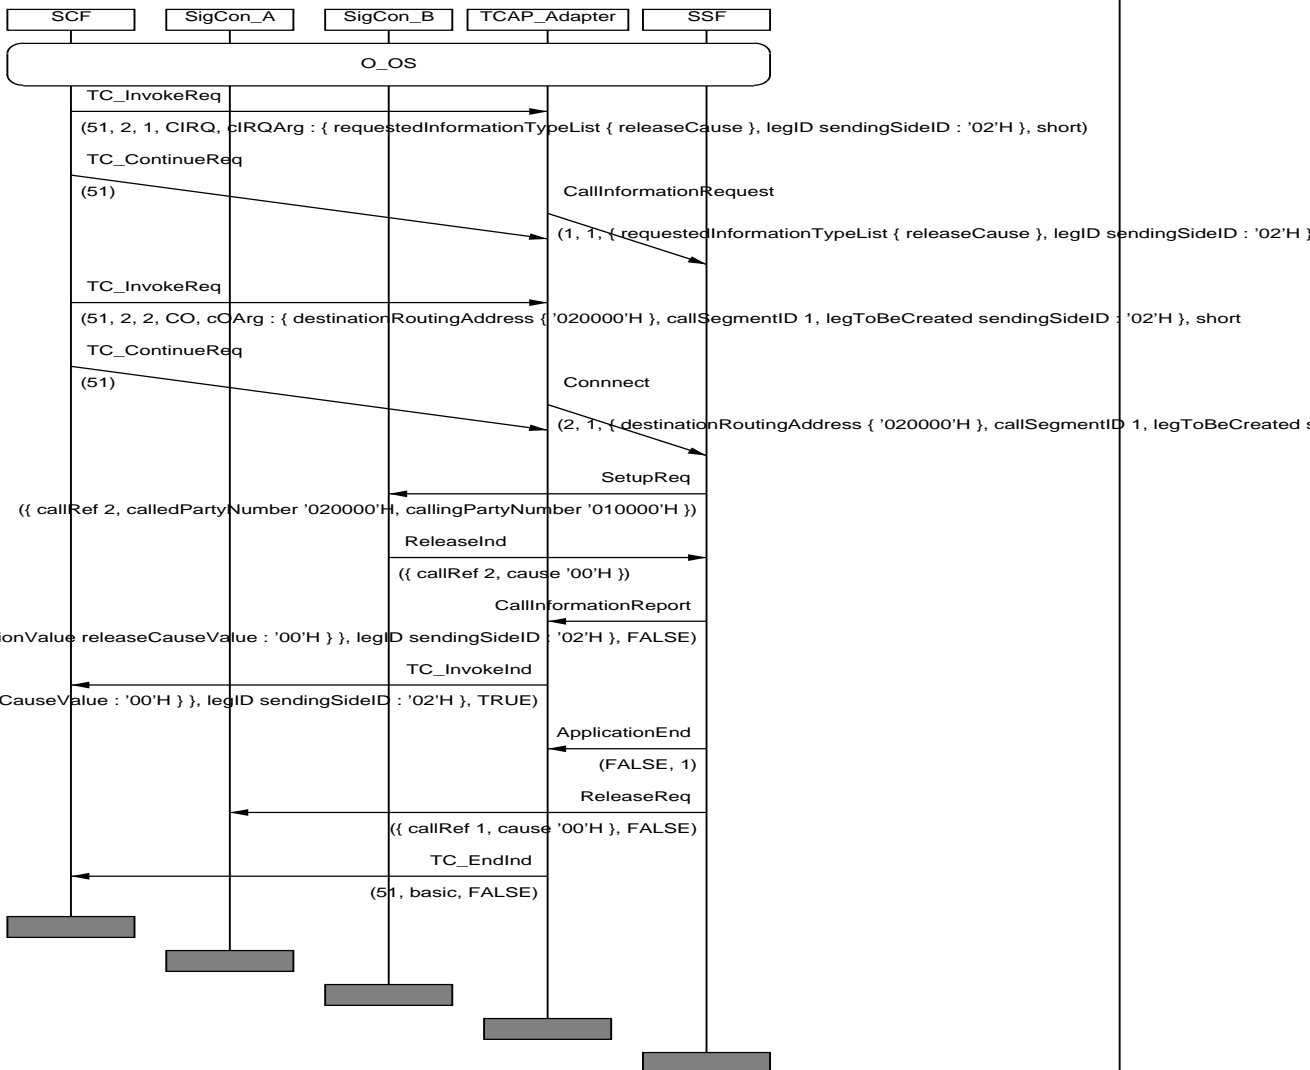 SCF SigCon_A SigCon_B TCAP_Adapter SSF
O_OS
TC_InvokeReq
(51, 2, 1, CIRQ, cIRQArg : { requestedInformationTypeList { releaseCause }, legID sendingSideID : '02'H }, short)
TC_ContinueReq
(51)
CallInformationRequest
(1, 1, { requestedInformationTypeList { releaseCause }, legID sendingSideID : '02'H }
TC_InvokeReq
(51, 2, 2, CO, cOArg : { destinationRoutingAddress { '020000'H }, callSegmentID 1, legToBeCreated sendingSideID : '02'H }, short
TC_ContinueReq
(51)
Connnect
(2, 1, { destinationRoutingAddress { '020000'H }, callSegmentID 1, legToBeCreated s
SetupReq
({ callRef 2, calledPartyNumber '020000'H, callingPartyNumber '010000'H })
ReleaseInd
({ callRef 2, cause '00'H })
CallInformationReport
ionValue releaseCauseValue : '00'H } }, legID sendingSideID : '02'H }, FALSE)
TC_InvokeInd
CauseValue : '00'H } }, legID sendingSideID : '02'H }, TRUE)
ApplicationEnd
(FALSE, 1)
ReleaseReq
({ callRef 1, cause '00'H }, FALSE)
TC_EndInd
(51, basic, FALSE)